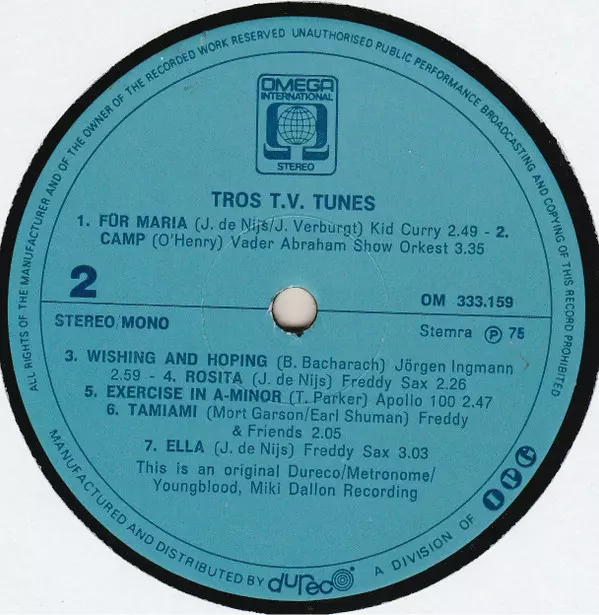 ALL RIGHTS OF THE MANUFACTURER AND OF THE OWNER OF THE RECORDED WORK RESERVED UNAUTHORISED PUBLIC PERFORMANCE BROADCASTING AND COPYING OF THIS RECORD PROHIBITED
OMEGA
INTERNATIONAL
STEREO
TROS T.V. TUNES
1. FÜR MARIA (J. de Nijs/J. Verburgt) Kid Curry 2.49 - 2.
CAMP (O'Henry) Vader Abraham Show Orkest 3.35
2
OM 333.159
STEREO/MONO
Stemra Ⓟ 75
3. WISHING AND HOPING (B. Bacharach) Jörgen Ingmann
2.59 - 4. ROSITA (J. de Nijs) Freddy Sax 2.26
5. EXERCISE IN A-MINOR (T. Parker) Apollo 100 2.47
6. TAMIAMI (Mort Garson/Earl Shuman) Freddy
& Friends 2.05
7. ELLA (J. de Nijs) Freddy Sax 3.03
This is an original Dureco/Metronome/
Youngblood, Miki Dallon Recording
MANUFACTURED AND DISTRIBUTED BY dureco A DIVISION OF